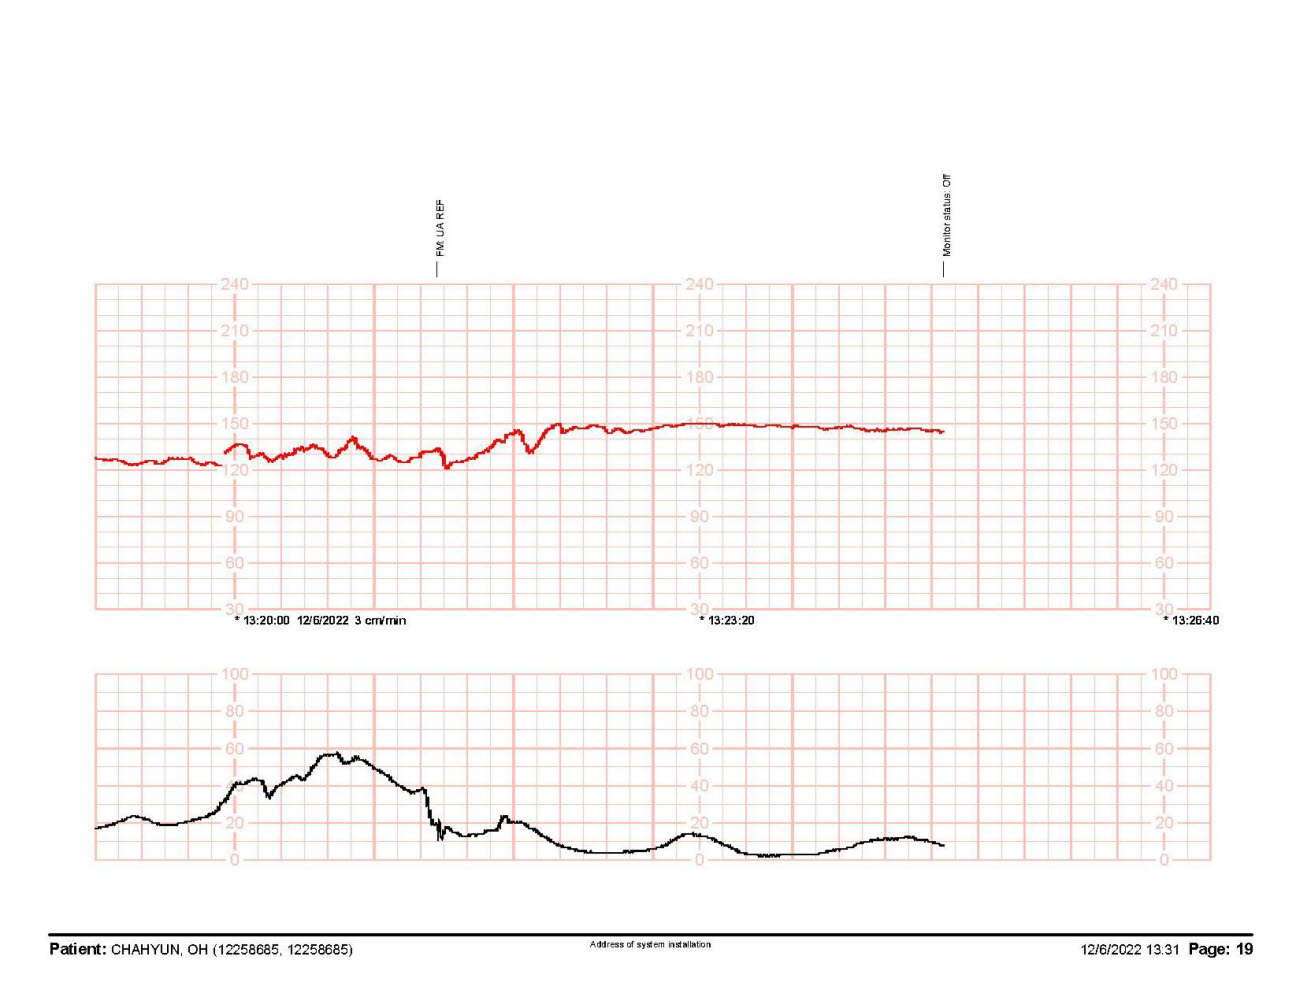 FM: UA REF
Monitor status: Off
240 240 240
210 210 210
180 180 180
150 150 150
120 120 120
90 90 90
60 60 60
30 30 30
* 13:20:00 12/6/2022 3 cm/min * 13:23:20 * 13:26:40
100 100 100
80 80 80
60 60 60
40 40 40
20 20 20
0 0 0
Patient: CHAHYUN, OH (12258685, 12258685) Address of system installation 12/6/2022 13:31 Page: 19